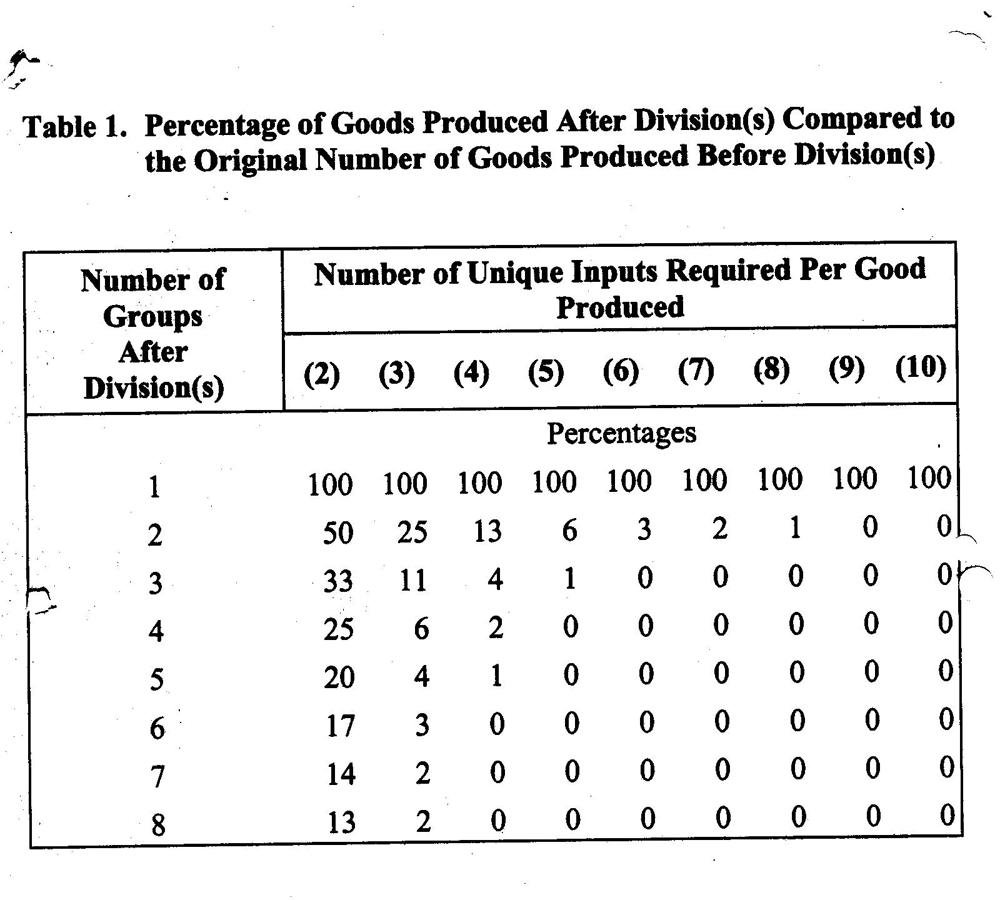 Table 1. Percentage of Goods Produced After Division(s) Compared to
the Original Number of Goods Produced Before Division(s)
Number of
Groups
After
Division(s)
Number of Unique Inputs Required Per Good
Produced
(2) (3) (4) (5) (6) (7) (8) (9) (10)
Percentages
1 100 100 100 100 100 100 100 100 100
2 50 25 13 6 3 2 1 0 0
3 33 11 4 1 0 0 0 0 0
4 25 6 2 0 0 0 0 0 0
5 20 4 1 0 0 0 0 0 0
6 17 3 0 0 0 0 0 0 0
7 14 2 0 0 0 0 0 0 0
8 13 2 0 0 0 0 0 0 0